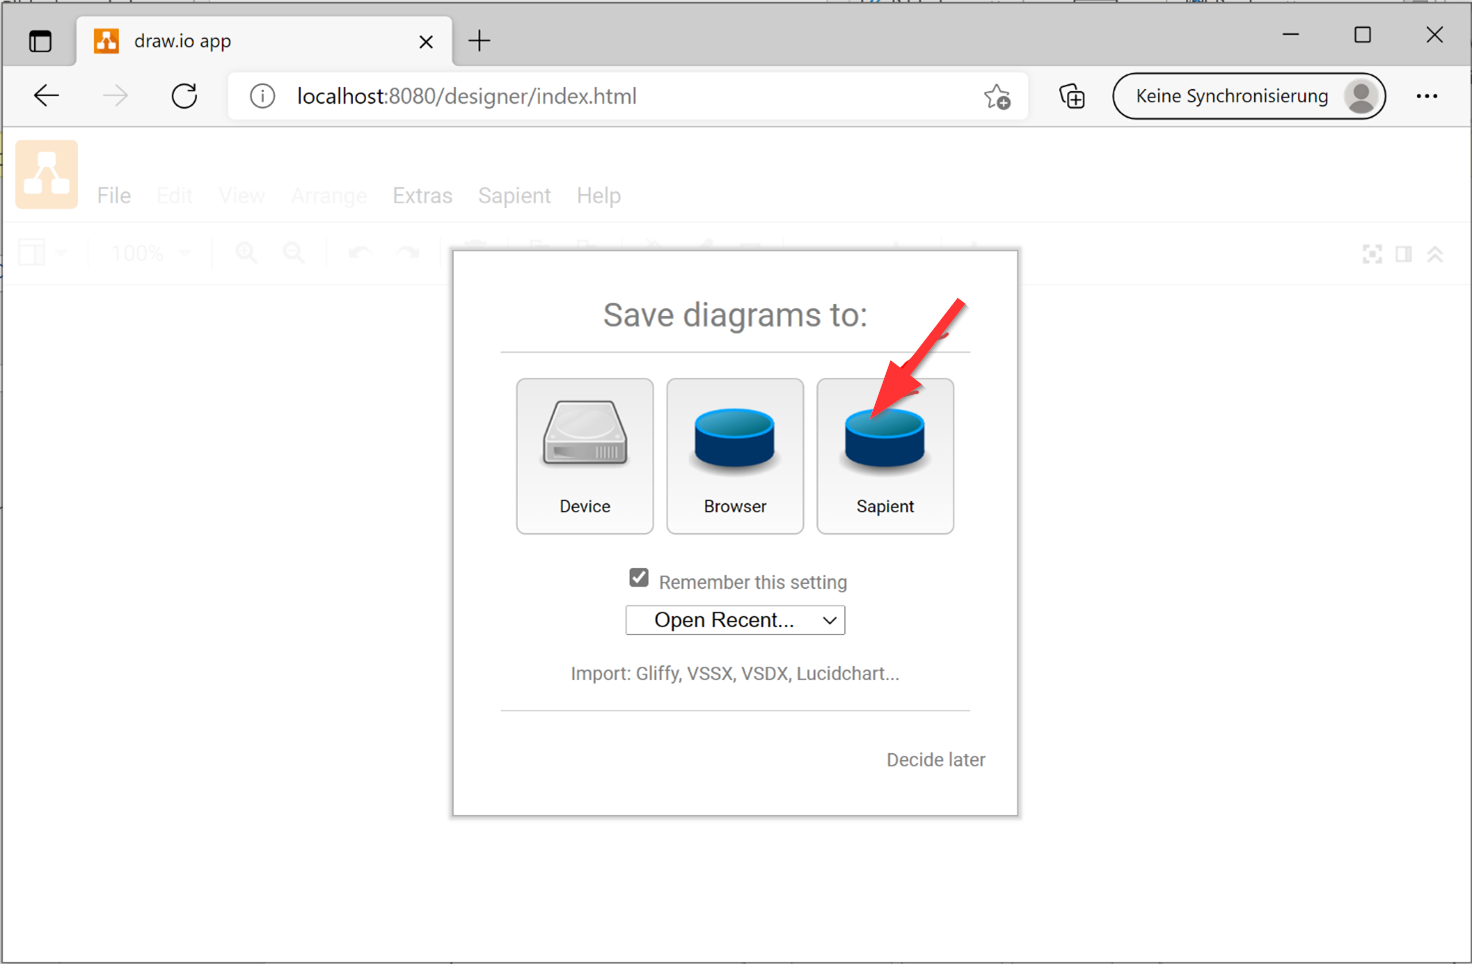 draw.io app
localhost:8080/designer/index.html
Keine Synchronisierung
File Edit View Arrange Extras Sapient Help
100%
Save diagrams to:
Device Browser Sapient
Remember this setting
Open Recent...
Import: Gliffy, VSSX, VSDX, Lucidchart...
Decide later